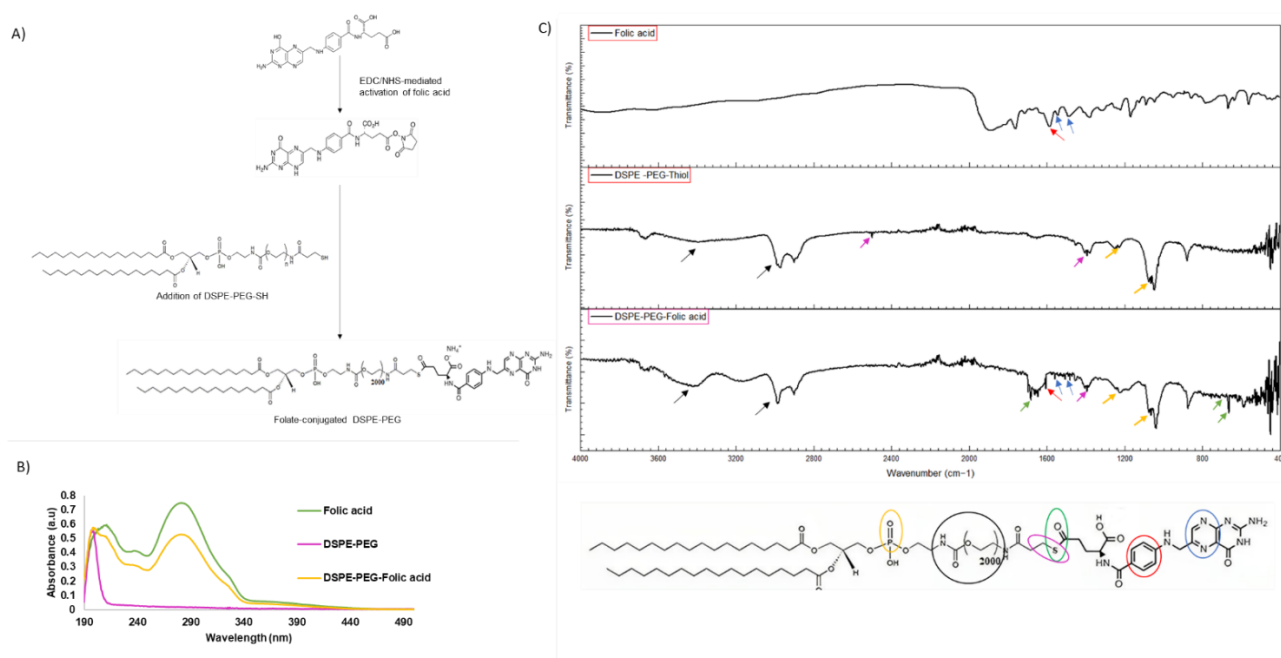 A)
EDC/NHS-mediated
activation of folic acid
Addition of DSPE-PEG-SH
Folate-conjugated DSPE-PEG
B)
Absorbance (a.u)
0.8
0.7
0.6
0.5
0.4
0.3
0.2
0.1
0
190 240 290 340 390 440 490
Wavelength (nm)
Folic acid
DSPE-PEG
DSPE-PEG-Folic acid
C)
Folic acid
Transmittance (%)
DSPE -PEG-Thiol
Transmittance (%)
DSPE-PEG-Folic acid
Transmittance (%)
4000 3600 3200 2800 2400 2000 1600 1200 800 40
Wavenumber (cm−1)